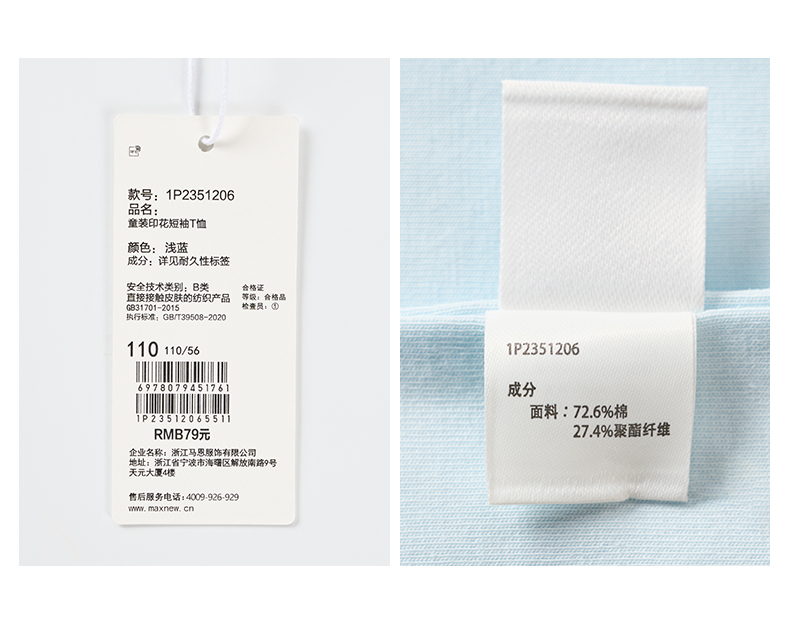 款号：1P2351206
品名：
童装印花短袖T恤
颜色：浅蓝
成分：详见耐久性标签
安全技术类别：B类
直接接触皮肤的纺织产品
GB31701-2015
执行标准：GB/T39508-2020
合格证
等级：合格品
检查员：①
110 110/56
6978079451761
1P23512065511
RMB79元
企业名称：浙江马恩服饰有限公司
地址：浙江省宁波市海曙区解放南路9号
天元大厦4楼
售后服务电话：4009-926-929
www.maxnew.cn
1P2351206
成分
面料：72.6%棉
27.4%聚酯纤维